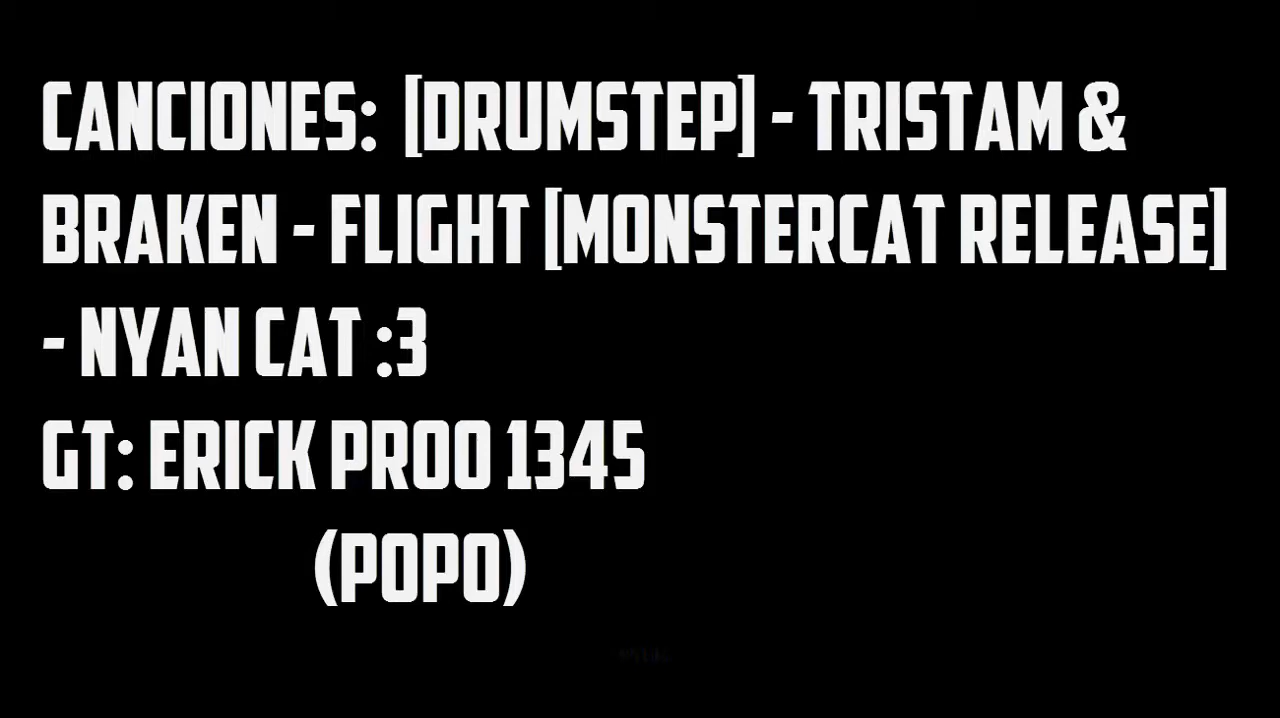 CANCIONES: [DRUMSTEP] - TRISTAM &
BRAKEN - FLIGHT [MONSTERCAT RELEASE]
- NYAN CAT :3
GT: ERICK PROO 1345
(POPO)